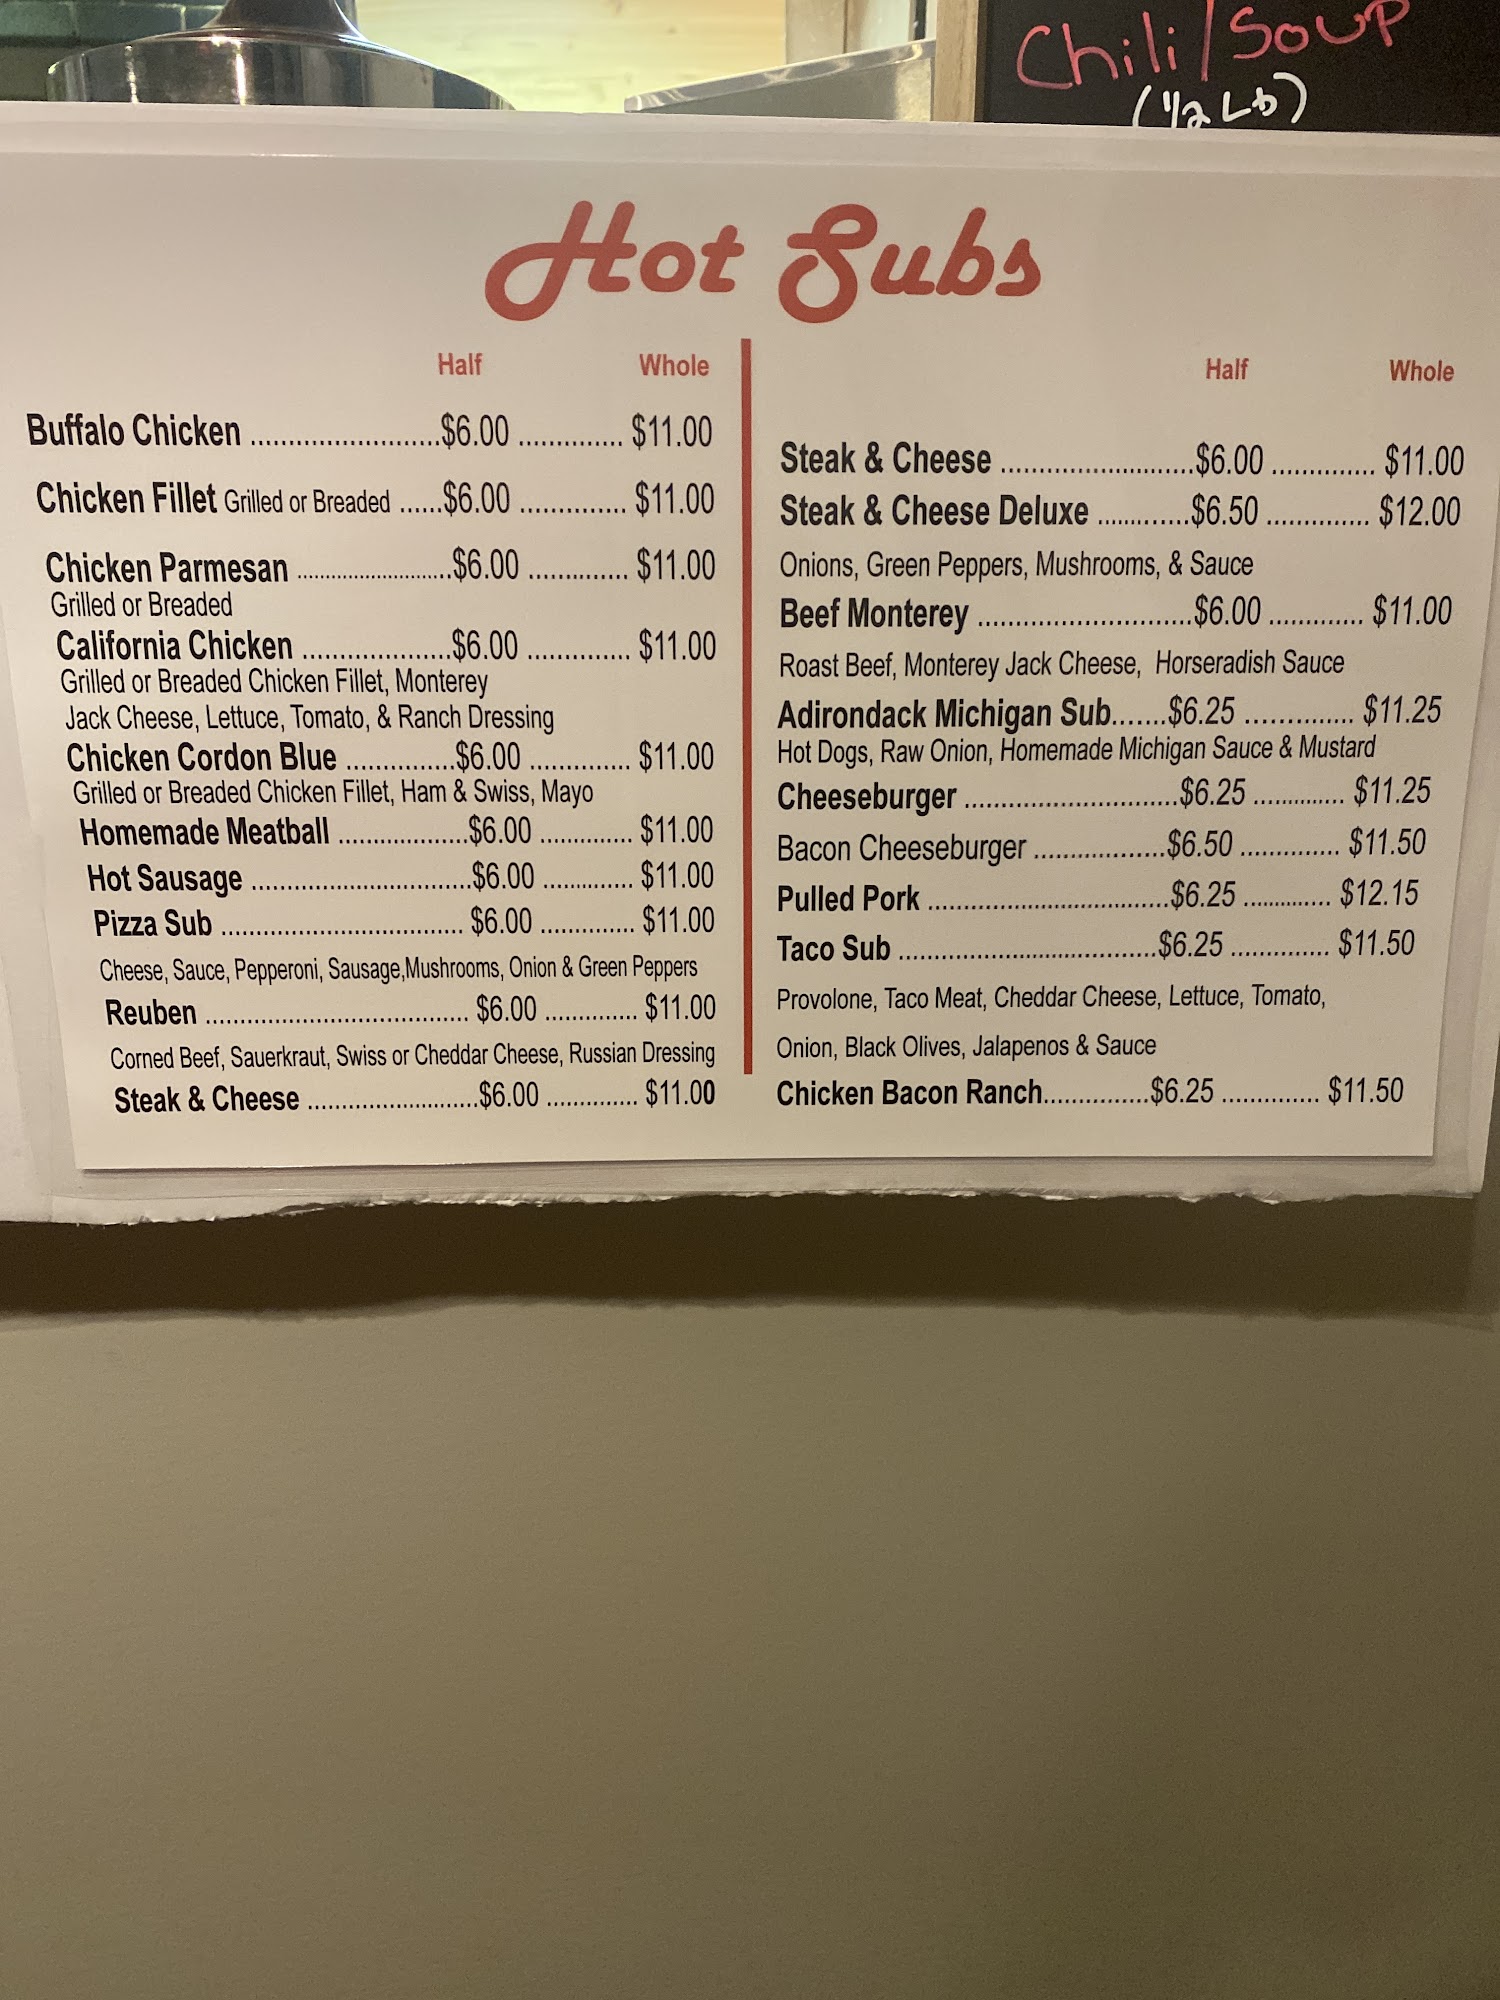 Chili/Soup
(1/2 Lb)
Hot Subs
Half Whole
Buffalo Chicken ........................$6.00 ............. $11.00
Chicken Fillet Grilled or Breaded ......$6.00 .............. $11.00
Chicken Parmesan ..........................$6.00 ............. $11.00
Grilled or Breaded
California Chicken ....................$6.00 .............. $11.00
Grilled or Breaded Chicken Fillet, Monterey
Jack Cheese, Lettuce, Tomato, & Ranch Dressing
Chicken Cordon Blue ...............$6.00 .............. $11.00
Grilled or Breaded Chicken Fillet, Ham & Swiss, Mayo
Homemade Meatball ..................$6.00 ............. $11.00
Hot Sausage ................................$6.00 ............. $11.00
Pizza Sub ................................... $6.00 .............. $11.00
Cheese, Sauce, Pepperoni, Sausage,Mushrooms, Onion & Green Peppers
Reuben ...................................... $6.00 ............. $11.00
Corned Beef, Sauerkraut, Swiss or Cheddar Cheese, Russian Dressing
Steak & Cheese .........................$6.00 ............. $11.00
Half Whole
Steak & Cheese .........................$6.00 ............. $11.00
Steak & Cheese Deluxe ............$6.50 ............. $12.00
Onions, Green Peppers, Mushrooms, & Sauce
Beef Monterey ............................$6.00 ............. $11.00
Roast Beef, Monterey Jack Cheese, Horseradish Sauce
Adirondack Michigan Sub.......$6.25 .............. $11.25
Hot Dogs, Raw Onion, Homemade Michigan Sauce & Mustard
Cheeseburger ............................$6.25 ............. $11.25
Bacon Cheeseburger ..................$6.50 ............. $11.50
Pulled Pork .................................$6.25 ............. $12.15
Taco Sub ....................................$6.25 ............. $11.50
Provolone, Taco Meat, Cheddar Cheese, Lettuce, Tomato,
Onion, Black Olives, Jalapenos & Sauce
Chicken Bacon Ranch...............$6.25 .............. $11.50